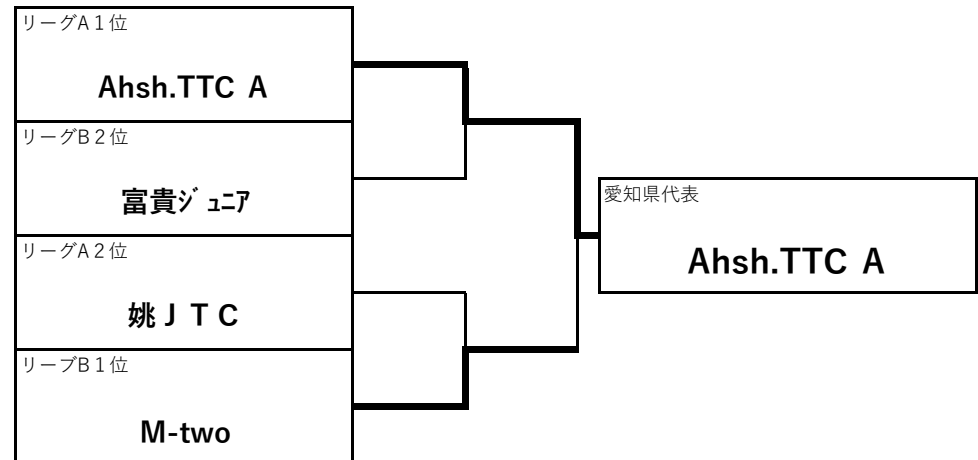 リーグA１位
Ahsh.TTC A
リーグB２位
富貴ｼﾞｭﾆｱ
リーグA２位
姚ＪＴＣ
リーブB１位
M-two
愛知県代表
Ahsh.TTC A